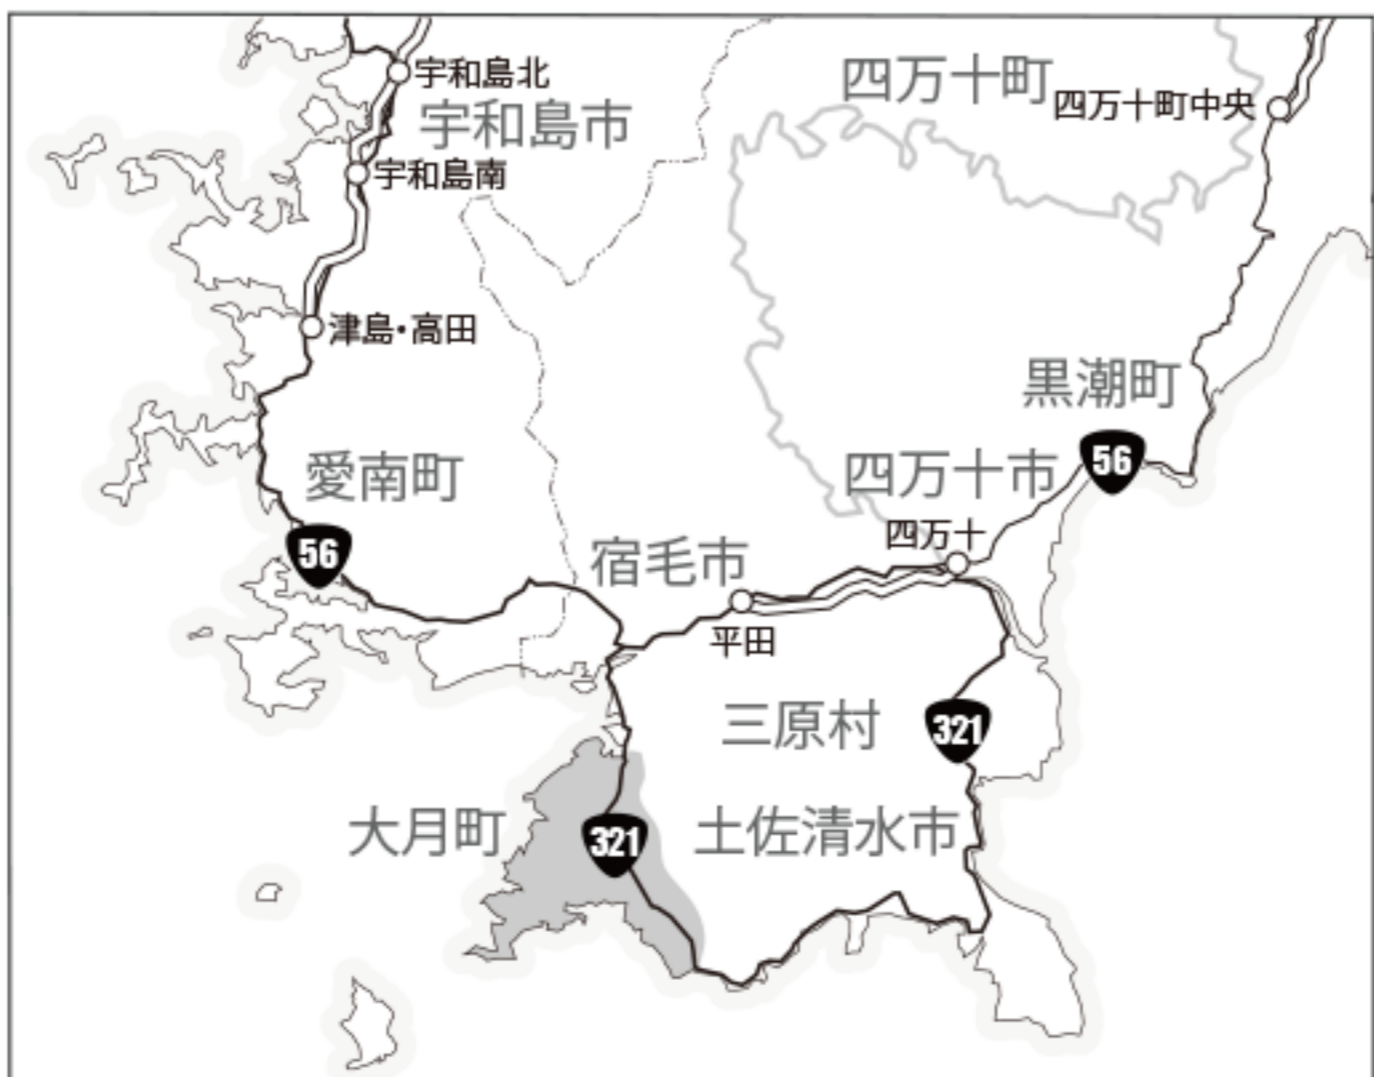 宇和島北
四万十町
四万十町中央
宇和島市
宇和島南
津島・高田
黒潮町
愛南町
四万十市
56
四万十
56
宿毛市
平田
三原村
321
大月町
321
土佐清水市